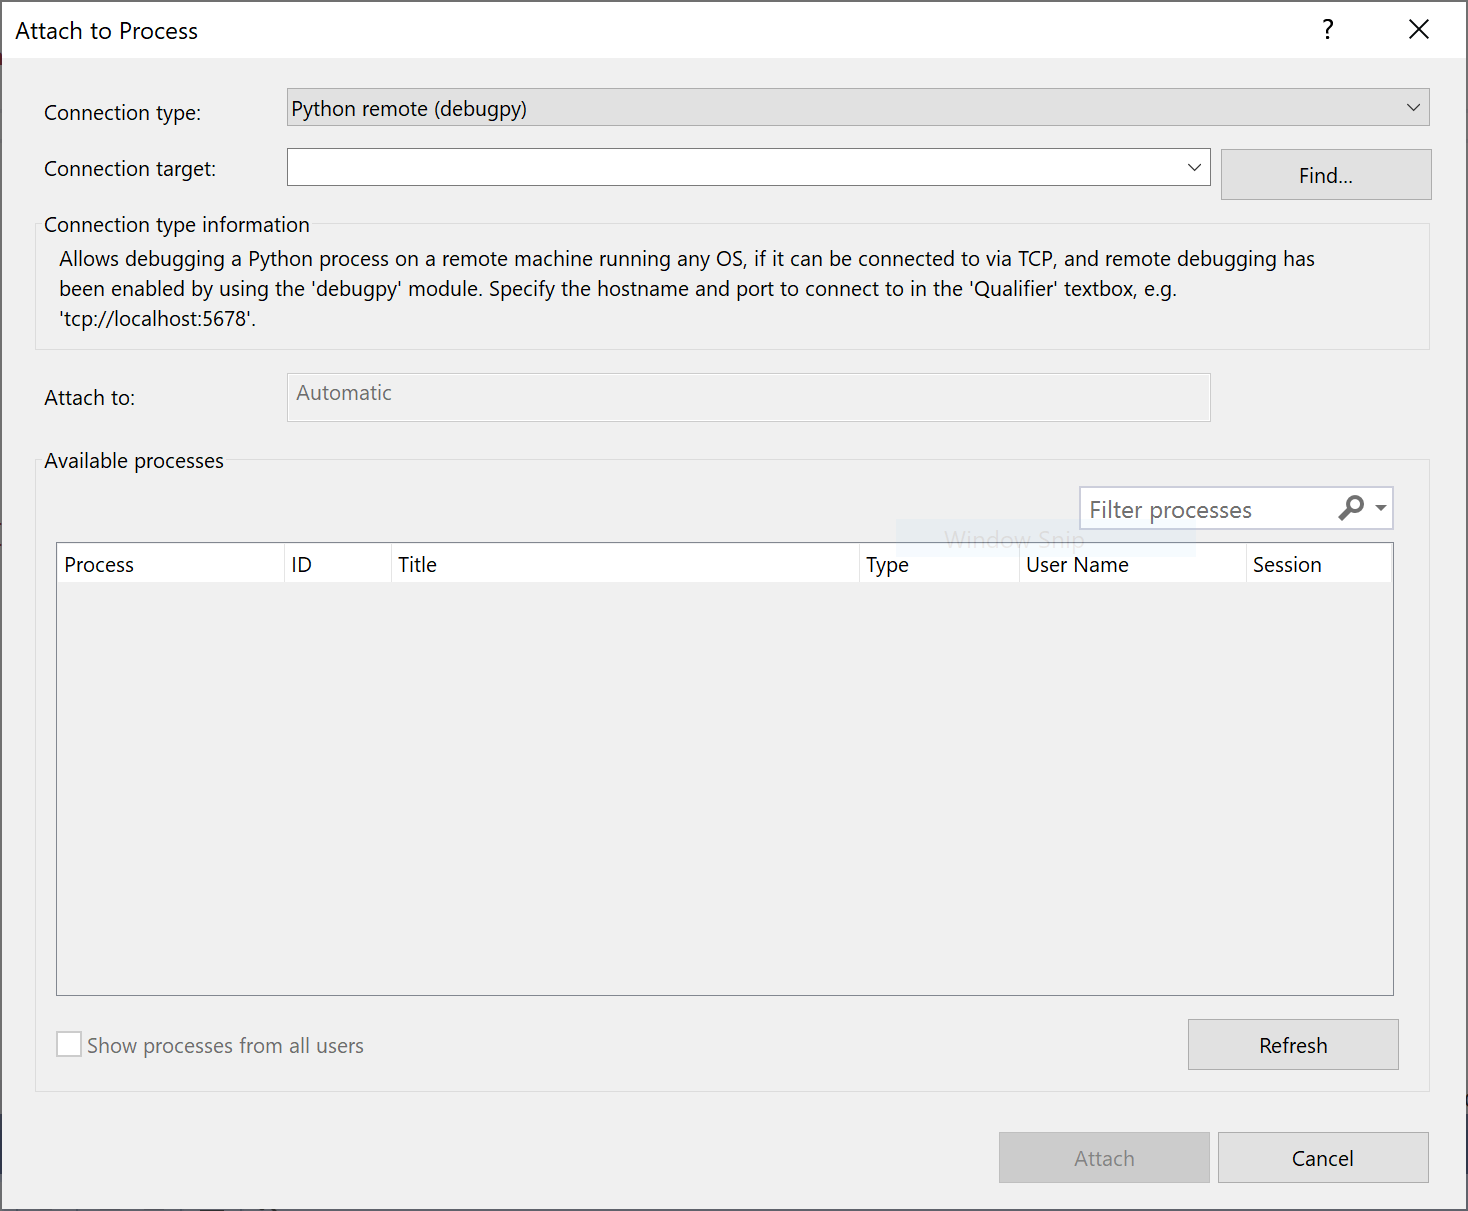 Attach to Process
?
Connection type:
Python remote (debugpy)
Connection target:
Find...
Connection type information
Allows debugging a Python process on a remote machine running any OS, if it can be connected to via TCP, and remote debugging has
been enabled by using the 'debugpy' module. Specify the hostname and port to connect to in the 'Qualifier' textbox, e.g.
'tcp://localhost:5678'.
Attach to:
Automatic
Available processes
Filter processes
Window Snip
Process
ID
Title
Type
User Name
Session
Show processes from all users
Refresh
Attach
Cancel